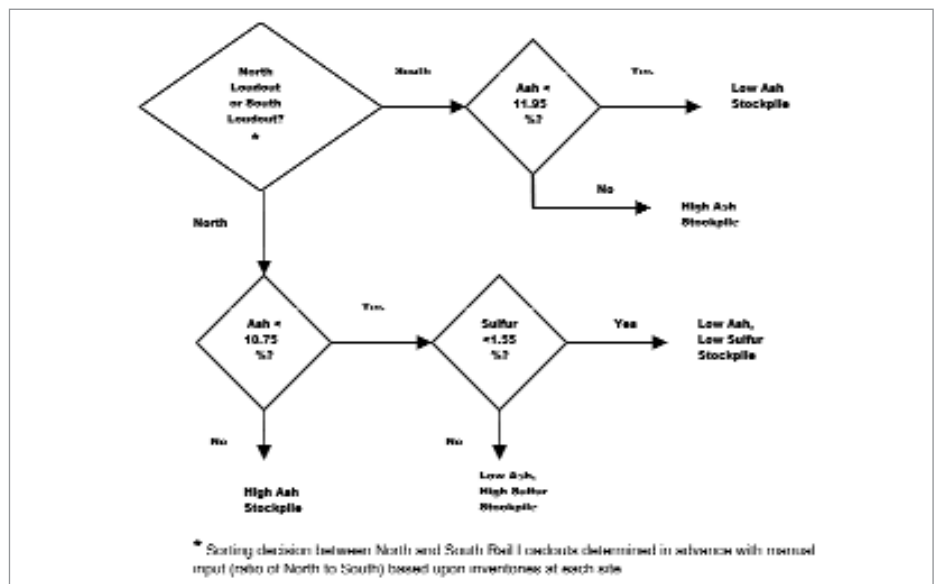 North
Loadout
or South
Loadout?
*
South
Ash <
11.95
%?
Yes
Low Ash
Stockpile
No
High Ash
Stockpile
North
Ash <
10.75
%?
Yes
Sulfur
<1.55
%?
Yes
Low Ash,
Low Sulfur
Stockpile
No
High Ash
Stockpile
No
Low Ash,
High Sulfur
Stockpile
* Sorting decision between North and South Rail Loadouts determined in advance with manual
input (ratio of North to South) based upon inventories at each site